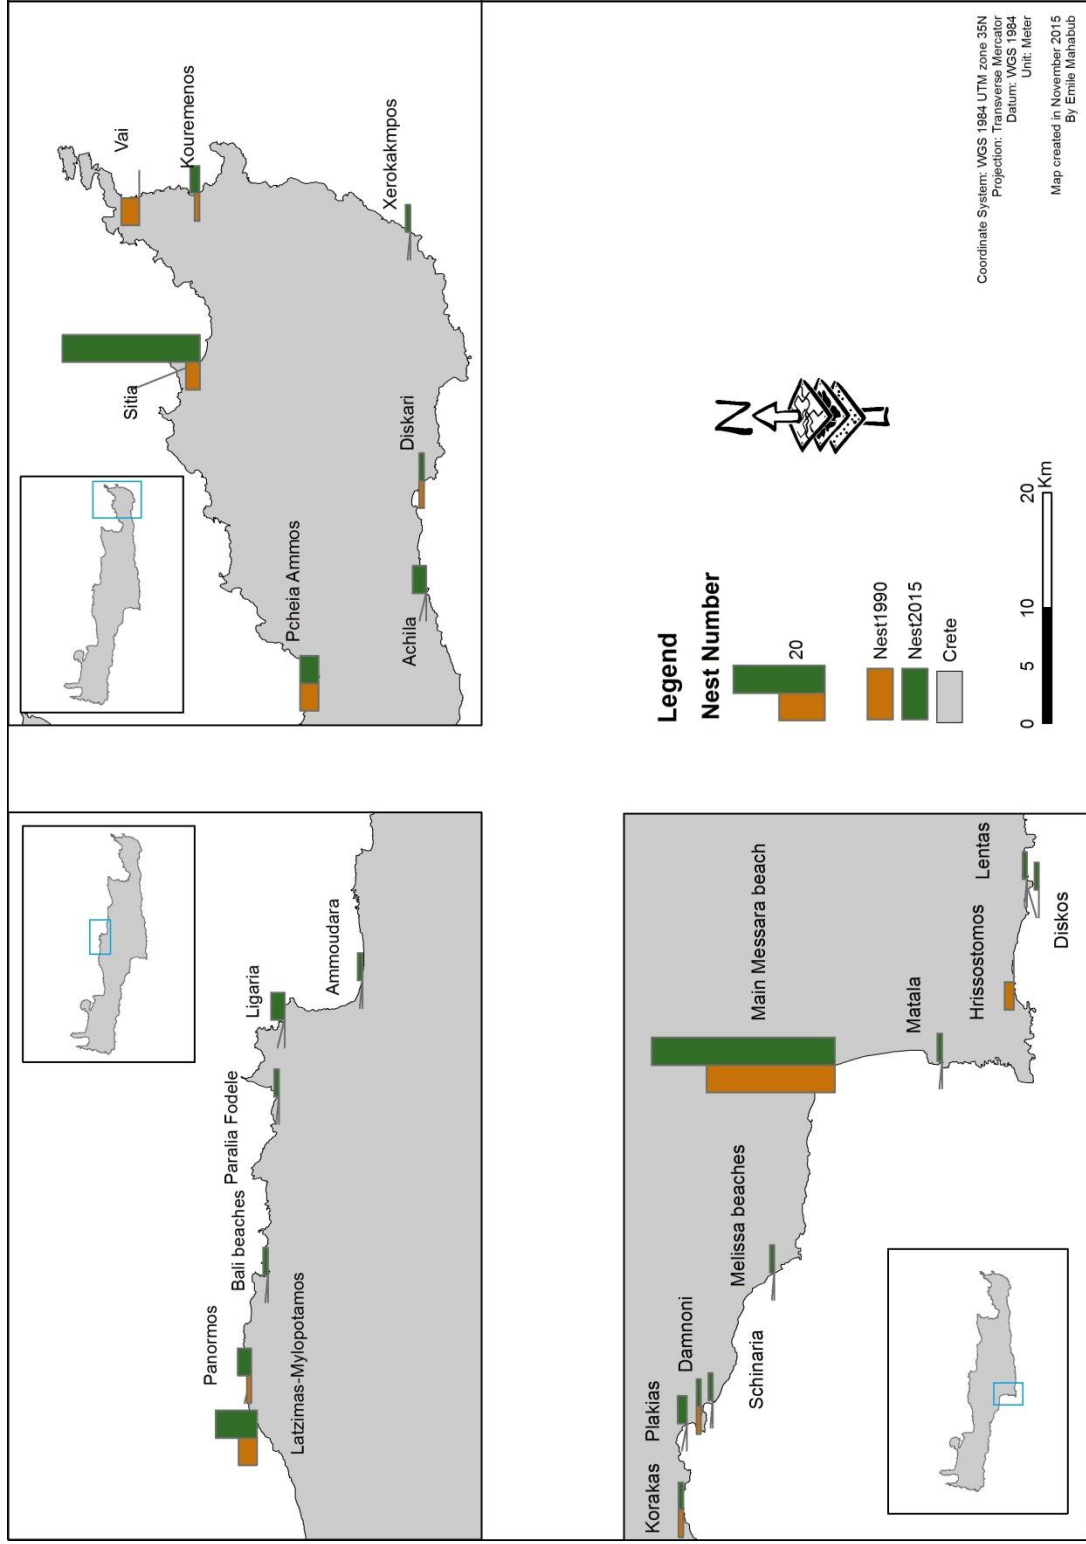 Panormos
Latzimas-Mylopotamos
Bali beaches
Paralia Fodele
Ligaria
Ammoudara
Pcheia Ammos
Achila
Diskari
Sitia
Vai
Kouremenos
Xerokakmpos
Korakas
Plakias
Damnoni
Schinaria
Melissa beaches
Main Messara beach
Matala
Hrissostomos
Lentas
Diskos
Legend
Nest Number
20
Nest1990
Nest2015
Crete
0
5
10
20
Km
N
Coordinate System: WGS 1984 UTM zone 35N
Projection: Transverse Mercator
Datum: WGS 1984
Unit: Meter
Map created in November 2015
By Emile Mahabub